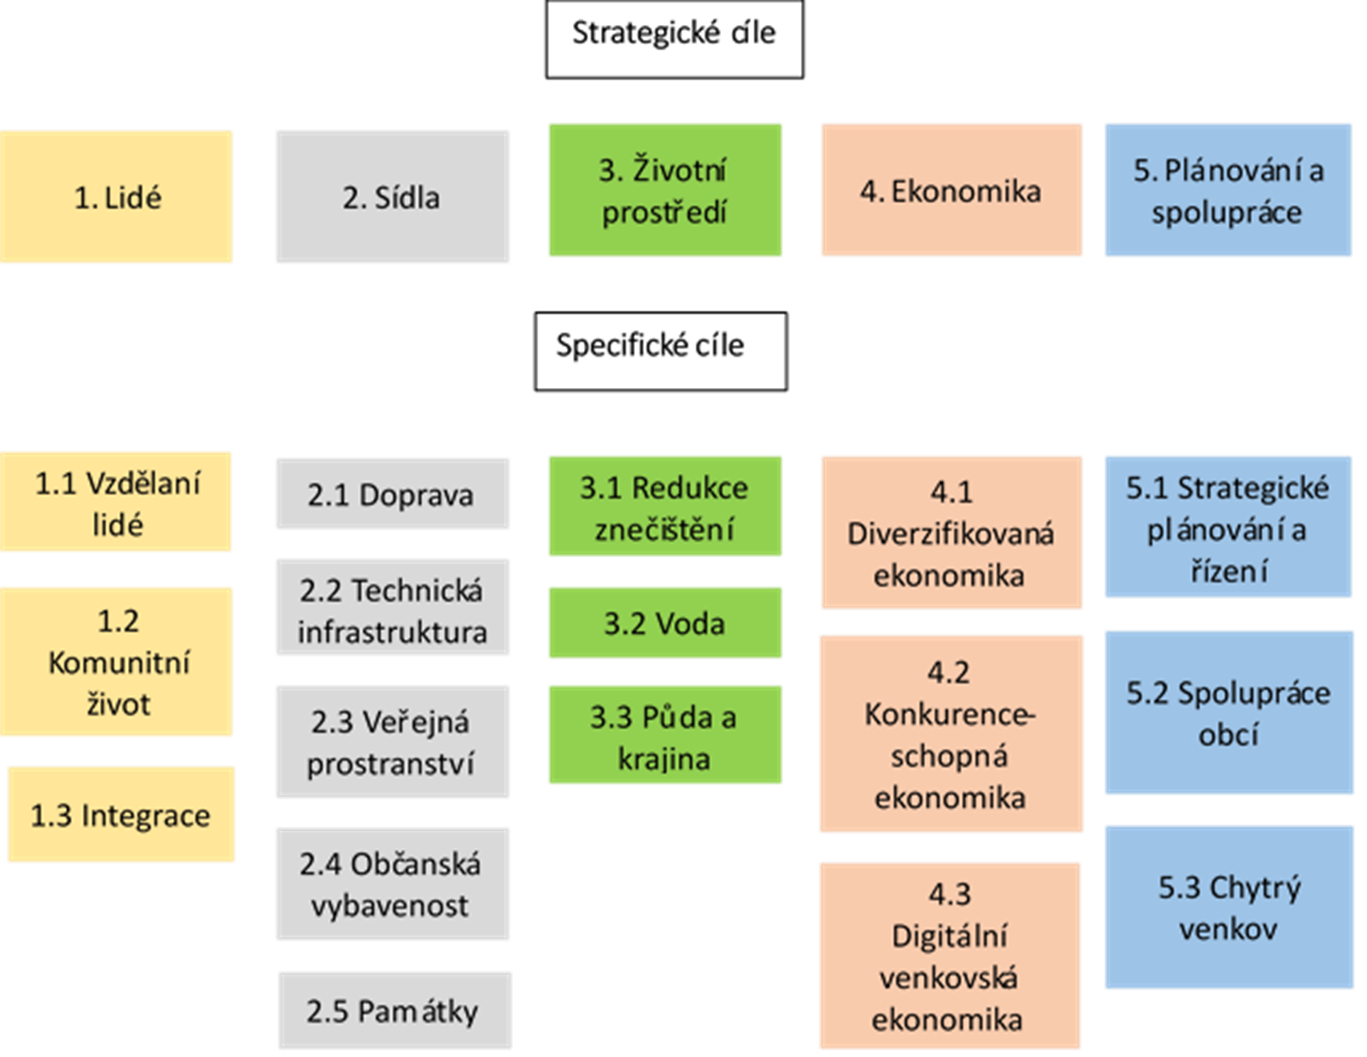 Strategické cíle
1. Lidé
2. Sídla
3. Životní
prostředí
4. Ekonomika
5. Plánování a
spolupráce
Specifické cíle
1.1 Vzdělaní
lidé
1.2
Komunitní
život
1.3 Integrace
2.1 Doprava
2.2 Technická
infrastruktura
2.3 Veřejná
prostranství
2.4 Občanská
vybavenost
2.5 Památky
3.1 Redukce
znečištění
3.2 Voda
3.3 Půda a
krajina
4.1
Diverzifikovaná
ekonomika
4.2
Konkurence-
schopná
ekonomika
4.3
Digitální
venkovská
ekonomika
5.1 Strategické
plánování a
řízení
5.2 Spolupráce
obcí
5.3 Chytrý
venkov